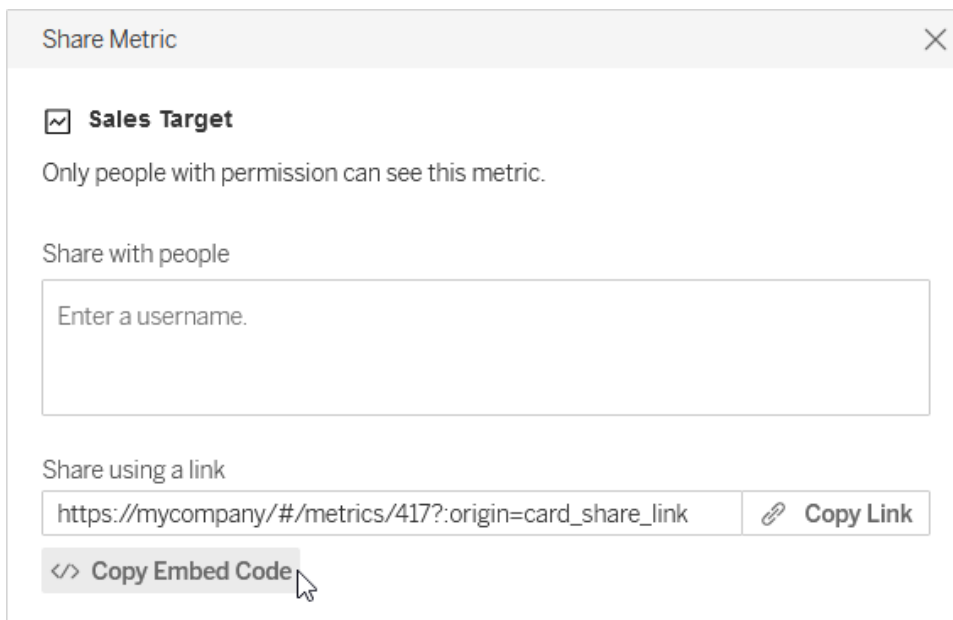 Share Metric
Sales Target
Only people with permission can see this metric.
Share with people
Enter a username.
Share using a link
https://mycompany/#/metrics/417?:origin=card_share_link Copy Link
</> Copy Embed Code